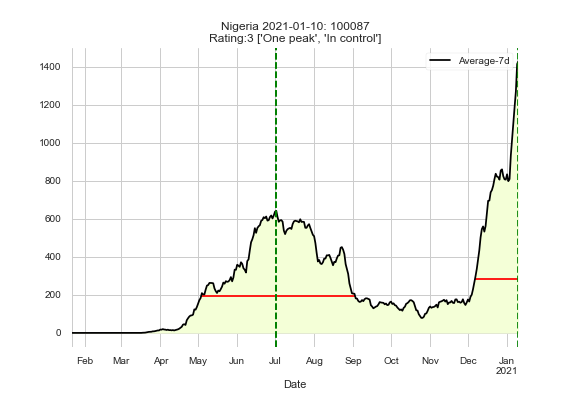 Nigeria 2021-01-10: 100087
Rating:3 ['One peak', 'In control']
Average-7d
1400
1200
1000
800
600
400
200
0
Feb Mar Apr May Jun Jul Aug Sep Oct Nov Dec Jan
2021
Date